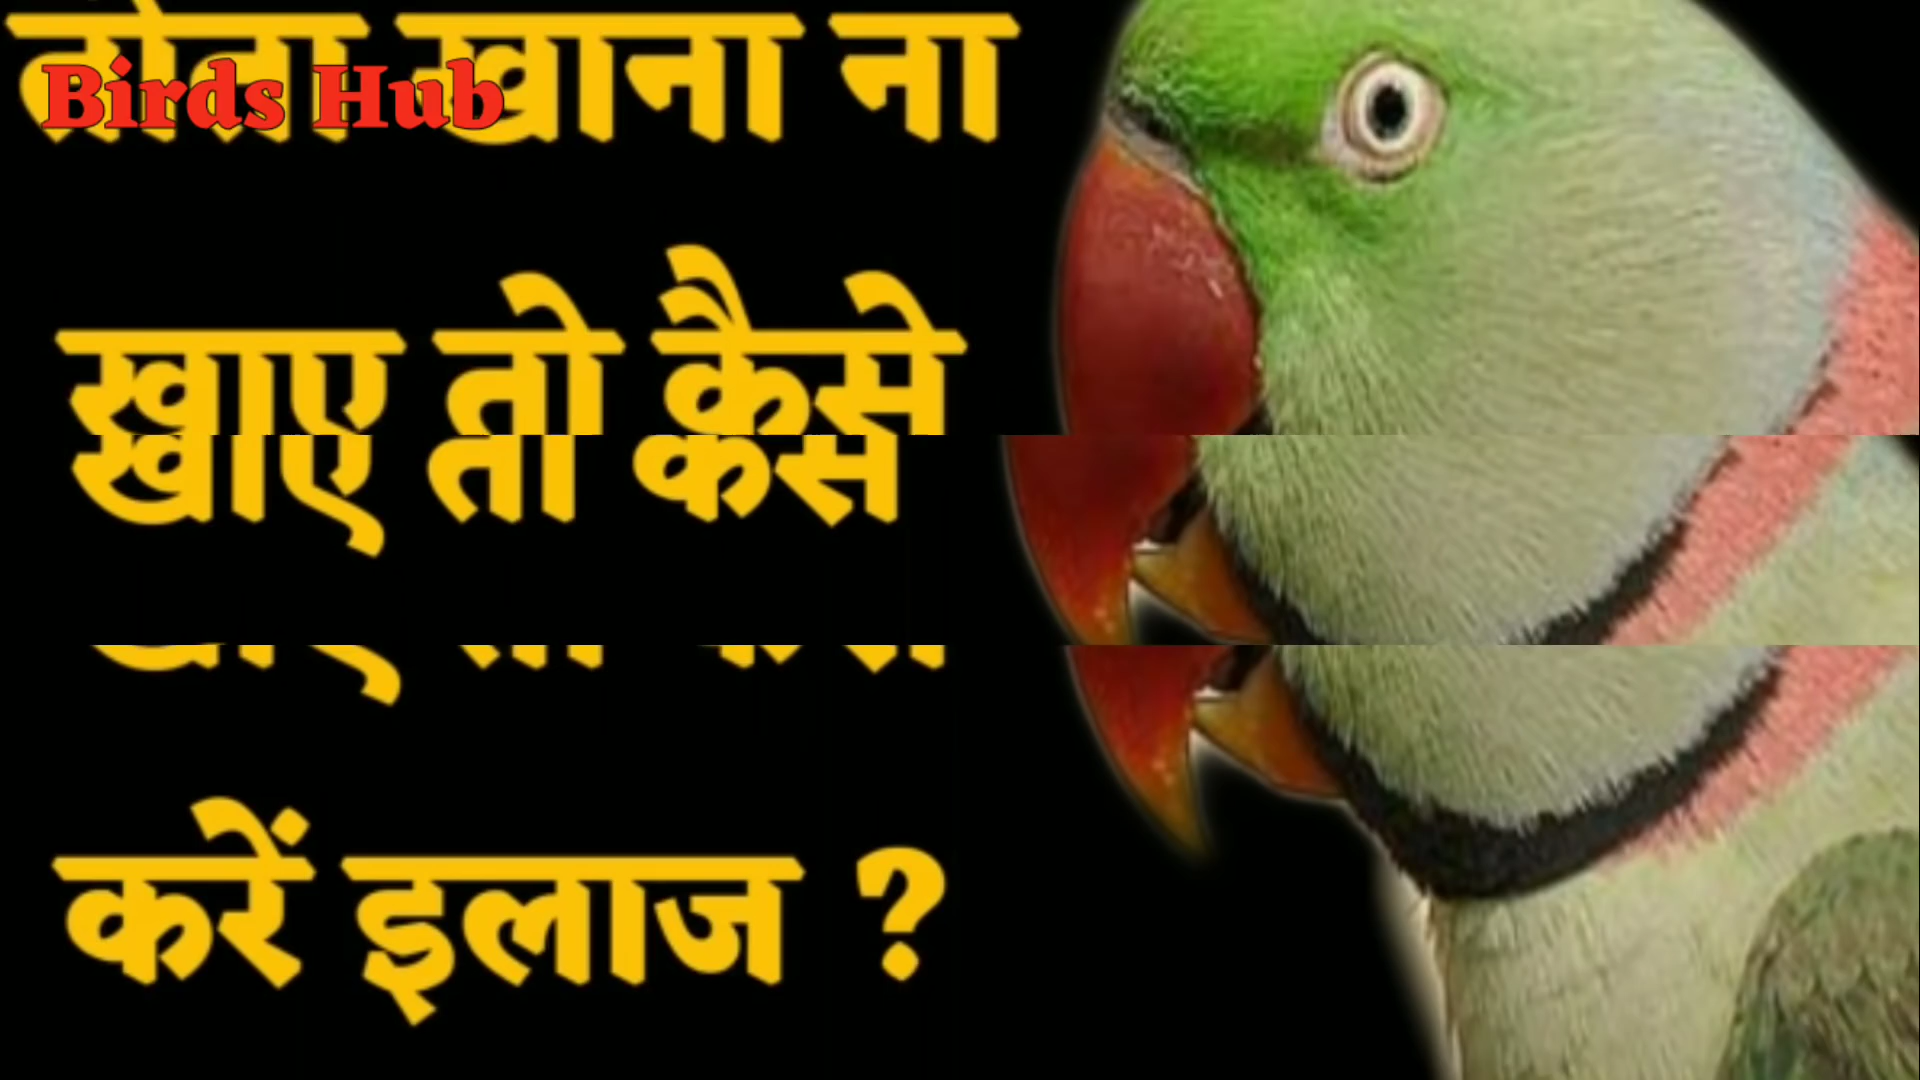 तोता खाना ना
Birds Hub
खाए तो कैसे
खाए तो कैसे
करें इलाज ?